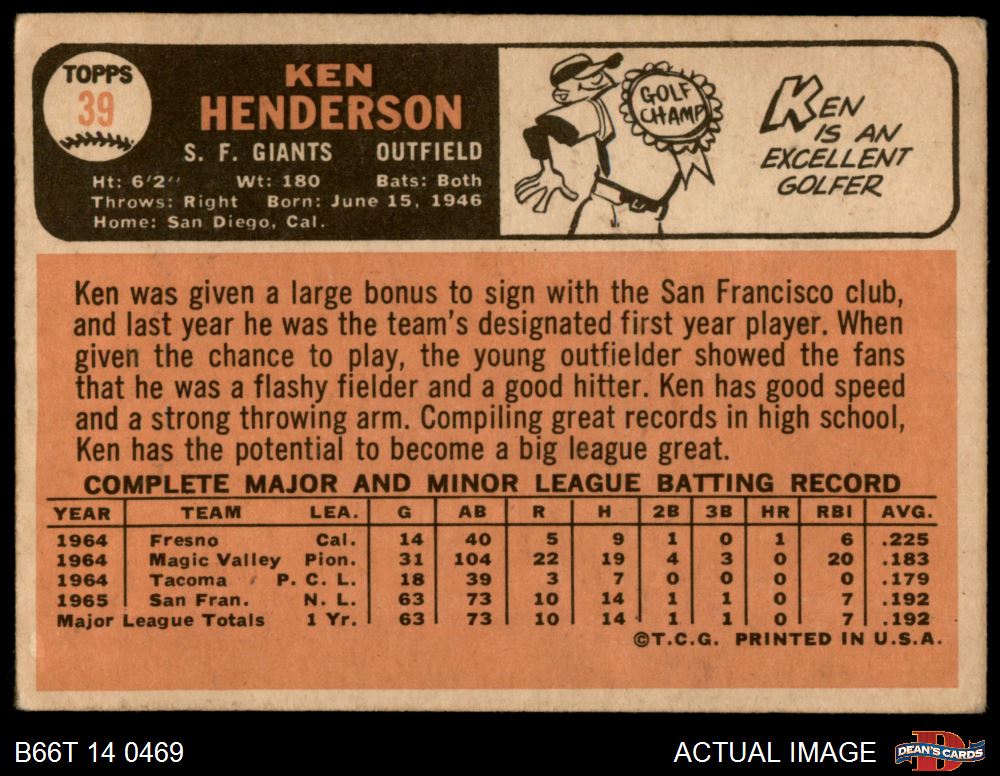 TOPPS
39
KEN
HENDERSON
S. F. GIANTS OUTFIELD
Ht: 6'2" Wt: 180 Bats: Both
Throws: Right Born: June 15, 1946
Home: San Diego, Cal.
GOLF
CHAMP
KEN
IS AN
EXCELLENT
GOLFER
Ken was given a large bonus to sign with the San Francisco club,
and last year he was the team's designated first year player. When
given the chance to play, the young outfielder showed the fans
that he was a flashy fielder and a good hitter. Ken has good speed
and a strong throwing arm. Compiling great records in high school,
Ken has the potential to become a big league great.
COMPLETE MAJOR AND MINOR LEAGUE BATTING RECORD
YEAR TEAM LEA. G AB R H 2B 3B HR RBI AVG.
1964 Fresno Cal. 14 40 5 9 1 0 1 6 .225
1964 Magic Valley Pion. 31 104 22 19 4 3 0 20 .183
1964 Tacoma P. C. L. 18 39 3 7 0 0 0 0 .179
1965 San Fran. N. L. 63 73 10 14 1 1 0 7 .192
Major League Totals 1 Yr. 63 73 10 14 1 1 0 7 .192
©T.C.G. PRINTED IN U.S.A.
B66T 14 0469
ACTUAL IMAGE
D
DEAN'S CARDS